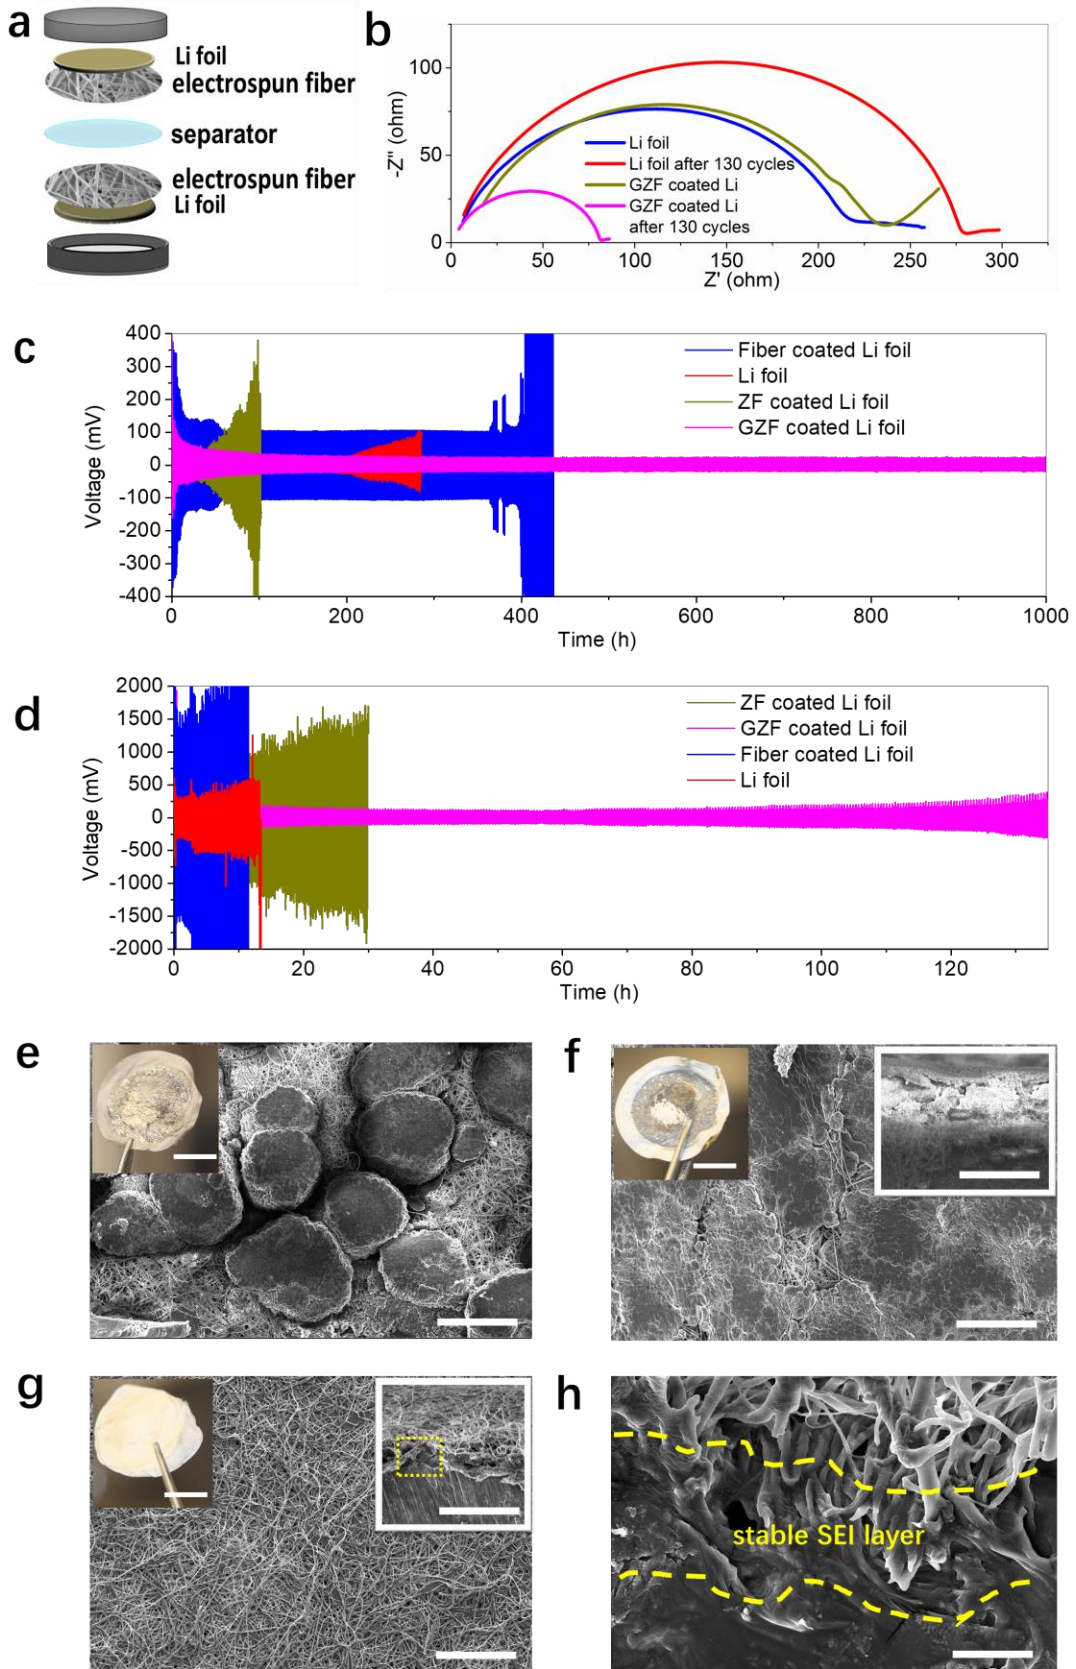 a
Li foil
electrospun fiber
separator
electrospun fiber
Li foil
b
-Z'' (ohm)
100
50
0
0
50
100
150
200
250
300
Z' (ohm)
Li foil
Li foil after 130 cycles
GZF coated Li
GZF coated Li
after 130 cycles
c
Voltage (mV)
400
300
200
100
0
-100
-200
-300
-400
0
200
400
600
800
1000
Time (h)
Fiber coated Li foil
Li foil
ZF coated Li foil
GZF coated Li foil
d
Voltage (mV)
2000
1500
1000
500
0
-500
-1000
-1500
-2000
0
20
40
60
80
100
120
Time (h)
ZF coated Li foil
GZF coated Li foil
Fiber coated Li foil
Li foil
e
f
g
h
stable SEI layer